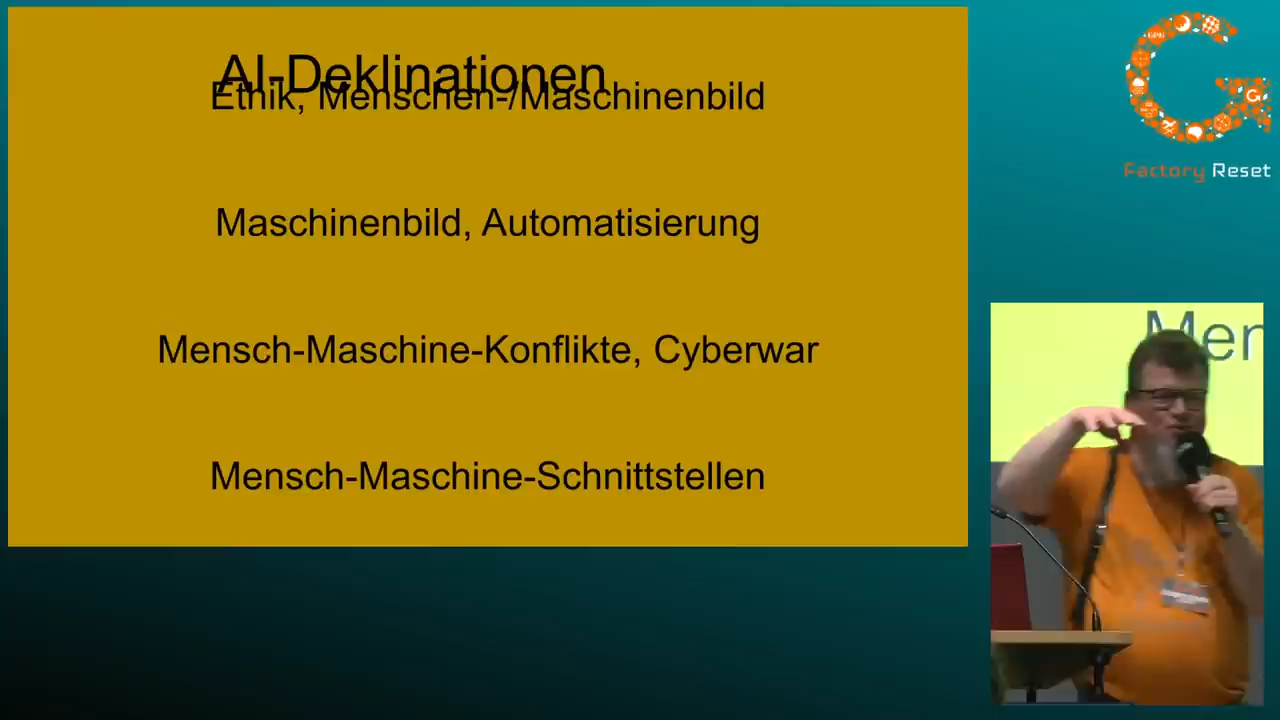 AI-Deklinationen
Ethik, Menschen-/Maschinenbild
Maschinenbild, Automatisierung
Mensch-Maschine-Konflikte, Cyberwar
Mensch-Maschine-Schnittstellen
Factory Reset
Men